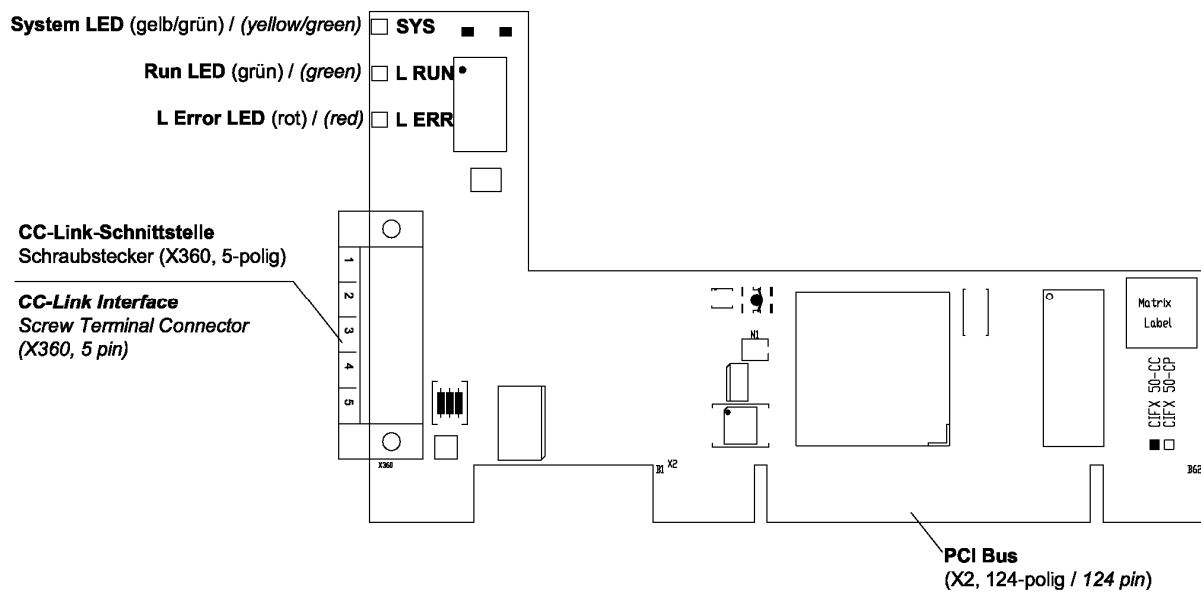 System LED (gelb/grün) / (yellow/green)
SYS
Run LED (grün) / (green)
L RUN
L Error LED (rot) / (red)
L ERR
CC-Link-Schnittstelle
Schraubstecker (X360, 5-polig)
CC-Link Interface
Screw Terminal Connector
(X360, 5 pin)
1
2
3
4
5
X360
N1
Matrix
Label
CIFX 50-CC
CIFX 50-CP
B1
X2
B62
PCI Bus
(X2, 124-polig / 124 pin)